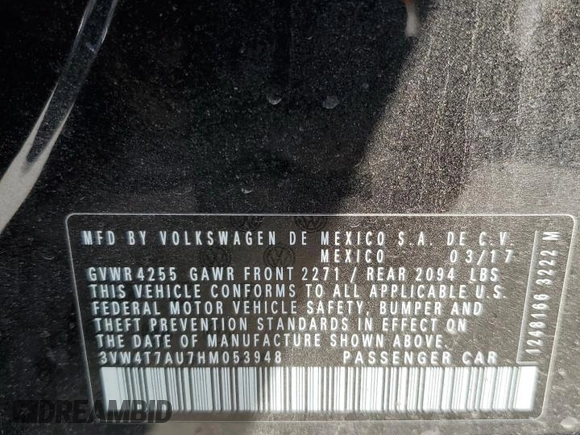 MFD BY VOLKSWAGEN DE MEXICO S.A. DE C.V.
MEXICO 03/17
GVWR 4255 GAWR FRONT 2271 / REAR 2094 LBS
THIS VEHICLE CONFORMS TO ALL APPLICABLE U.S.
FEDERAL MOTOR VEHICLE SAFETY, BUMPER AND
THEFT PREVENTION STANDARDS IN EFFECT ON
THE DATE OF MANUFACTURE SHOWN ABOVE.
3VW4T7AU7HM053948 PASSENGER CAR
1248166 3222 M
DREAMBID